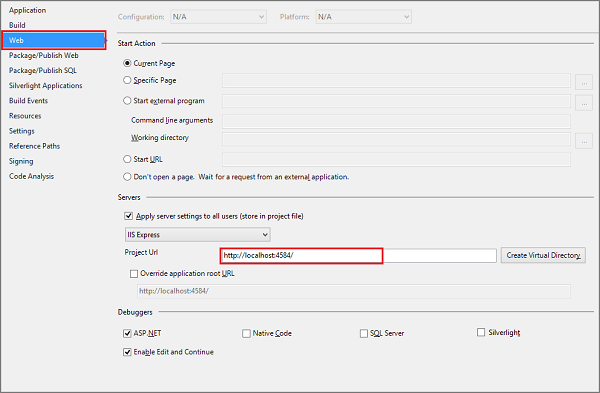 Application
Build
Web
Package/Publish Web
Package/Publish SQL
Silverlight Applications
Build Events
Resources
Settings
Reference Paths
Signing
Code Analysis
Configuration: N/A Platform: N/A
Start Action
Current Page
Specific Page ...
Start external program ...
Command line arguments
Working directory ...
Start URL
Don't open a page. Wait for a request from an external application.
Servers
Apply server settings to all users (store in project file)
IIS Express
Project Url http://localhost:4584/ Create Virtual Directory
Override application root URL
http://localhost:4584/
Debuggers
ASP.NET Native Code SQL Server Silverlight
Enable Edit and Continue